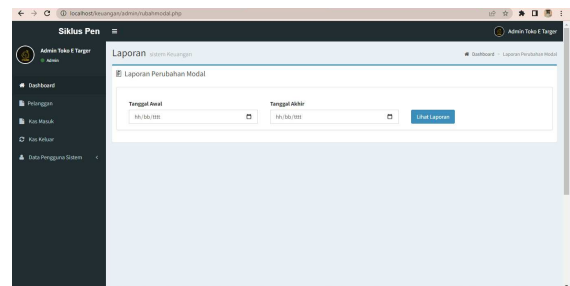 localhost/keuangan/admin/rubahmodal.php
Siklus Pen
Admin Toko E Targer
Admin Toko E Targer
Admin
Laporan Sistem Keuangan
Dashboard > Laporan Perubahan Modal
Laporan Perubahan Modal
Dashboard
Pelanggan
Kas Masuk
Kas Keluar
Data Pengguna Sistem
Tanggal Awal
Tanggal Akhir
hh/bb/tttt
hh/bb/tttt
Lihat Laporan